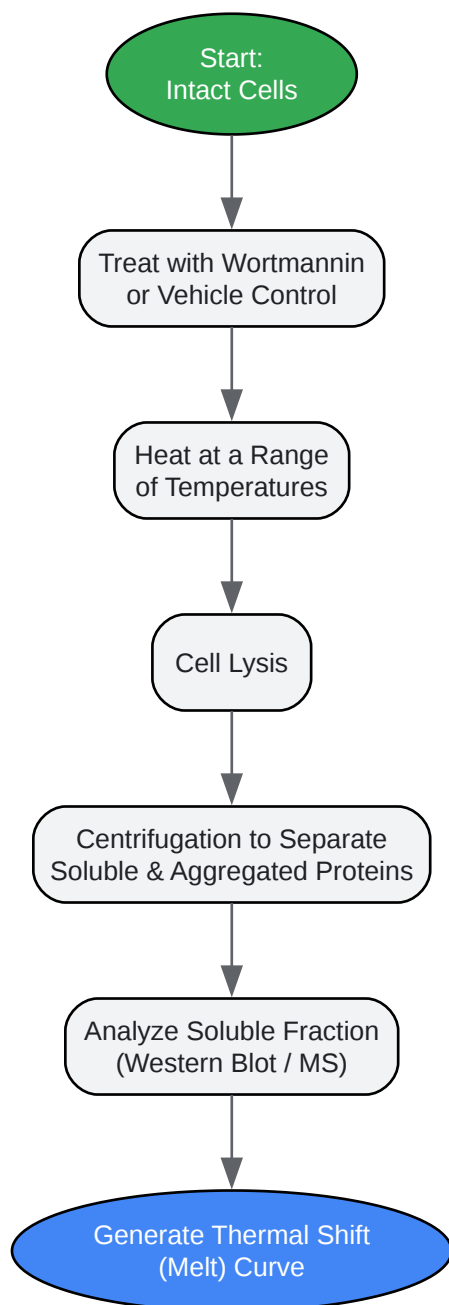 Start:
Intact Cells
Treat with Wortmannin
or Vehicle Control
Heat at a Range
of Temperatures
Cell Lysis
Centrifugation to Separate
Soluble & Aggregated Proteins
Analyze Soluble Fraction
(Western Blot / MS)
Generate Thermal Shift
(Melt) Curve